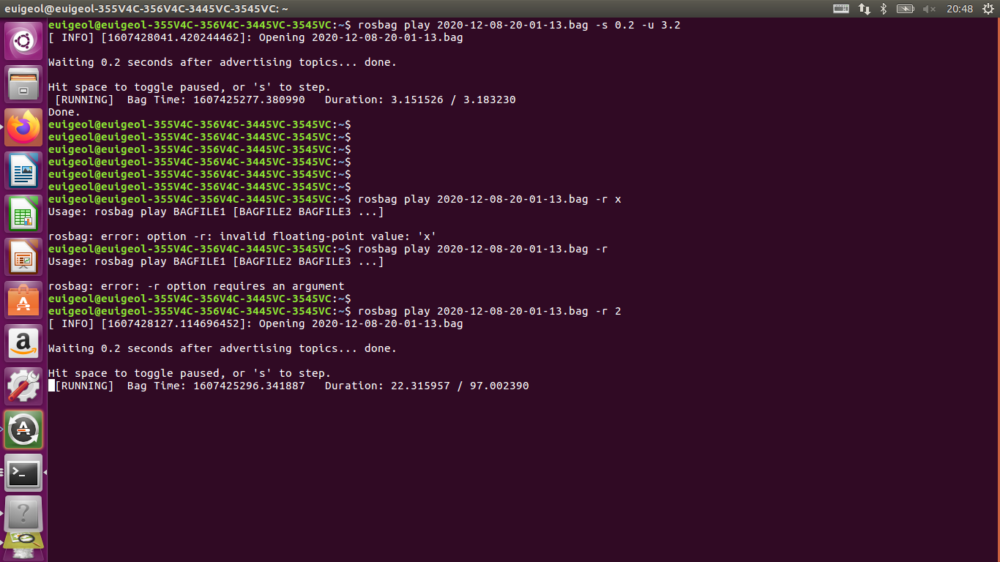 euigeol@euigeol-355V4C-356V4C-3445VC-3545VC: ~
20:48
euigeol@euigeol-355V4C-356V4C-3445VC-3545VC:~$ rosbag play 2020-12-08-20-01-13.bag -s 0.2 -u 3.2
[ INFO] [1607428041.420244462]: Opening 2020-12-08-20-01-13.bag
Waiting 0.2 seconds after advertising topics... done.
Hit space to toggle paused, or 's' to step.
[RUNNING]  Bag Time: 1607425277.380990   Duration: 3.151526 / 3.183230
Done.
euigeol@euigeol-355V4C-356V4C-3445VC-3545VC:~$
euigeol@euigeol-355V4C-356V4C-3445VC-3545VC:~$
euigeol@euigeol-355V4C-356V4C-3445VC-3545VC:~$
euigeol@euigeol-355V4C-356V4C-3445VC-3545VC:~$
euigeol@euigeol-355V4C-356V4C-3445VC-3545VC:~$
euigeol@euigeol-355V4C-356V4C-3445VC-3545VC:~$
euigeol@euigeol-355V4C-356V4C-3445VC-3545VC:~$ rosbag play 2020-12-08-20-01-13.bag -r x
Usage: rosbag play BAGFILE1 [BAGFILE2 BAGFILE3 ...]
rosbag: error: option -r: invalid floating-point value: 'x'
euigeol@euigeol-355V4C-356V4C-3445VC-3545VC:~$ rosbag play 2020-12-08-20-01-13.bag -r
Usage: rosbag play BAGFILE1 [BAGFILE2 BAGFILE3 ...]
rosbag: error: -r option requires an argument
euigeol@euigeol-355V4C-356V4C-3445VC-3545VC:~$
euigeol@euigeol-355V4C-356V4C-3445VC-3545VC:~$ rosbag play 2020-12-08-20-01-13.bag -r 2
[ INFO] [1607428127.114696452]: Opening 2020-12-08-20-01-13.bag
Waiting 0.2 seconds after advertising topics... done.
Hit space to toggle paused, or 's' to step.
[RUNNING]  Bag Time: 1607425296.341887   Duration: 22.315957 / 97.002390